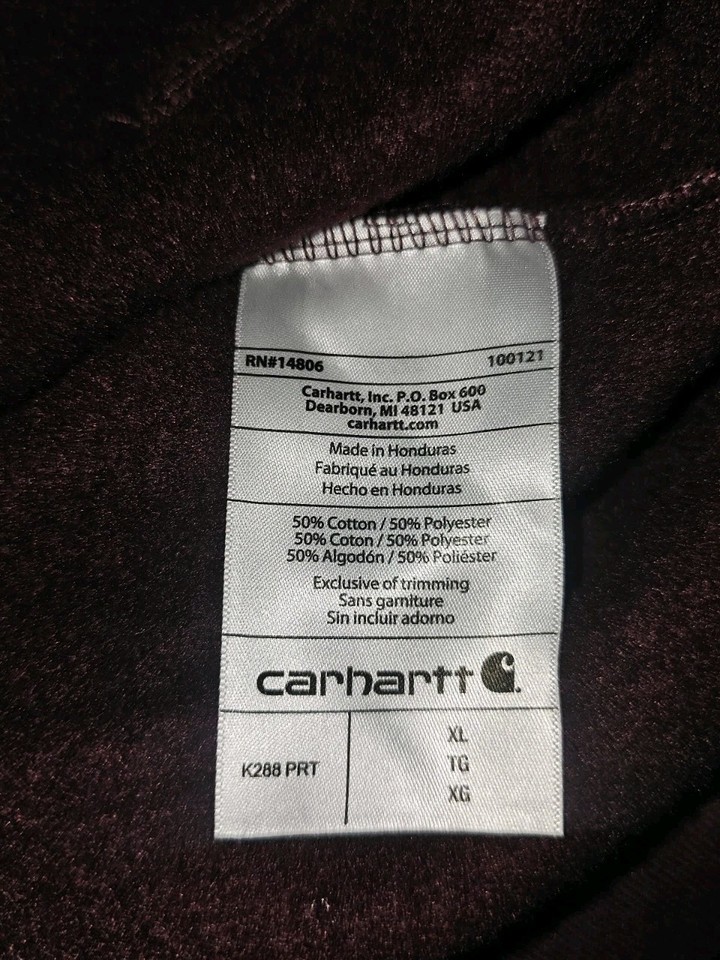 RN#14806 100121
Carhartt, Inc. P.O. Box 600
Dearborn, MI 48121 USA
carhartt.com
Made in Honduras
Fabriqué au Honduras
Hecho en Honduras
50% Cotton / 50% Polyester
50% Coton / 50% Polyester
50% Algodón / 50% Poliéster
Exclusive of trimming
Sans garniture
Sin incluir adorno
carhartt
K288 PRT
XL
TG
XG